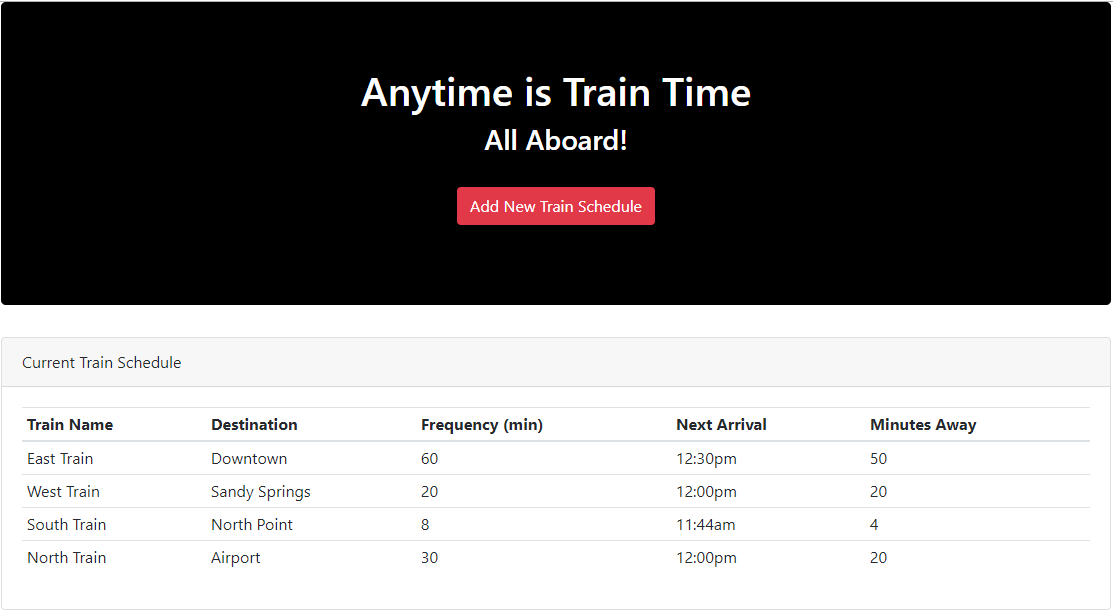 Anytime is Train Time
All Aboard!
Add New Train Schedule
Current Train Schedule
Train Name Destination Frequency (min) Next Arrival Minutes Away
East Train Downtown 60 12:30pm 50
West Train Sandy Springs 20 12:00pm 20
South Train North Point 8 11:44am 4
North Train Airport 30 12:00pm 20